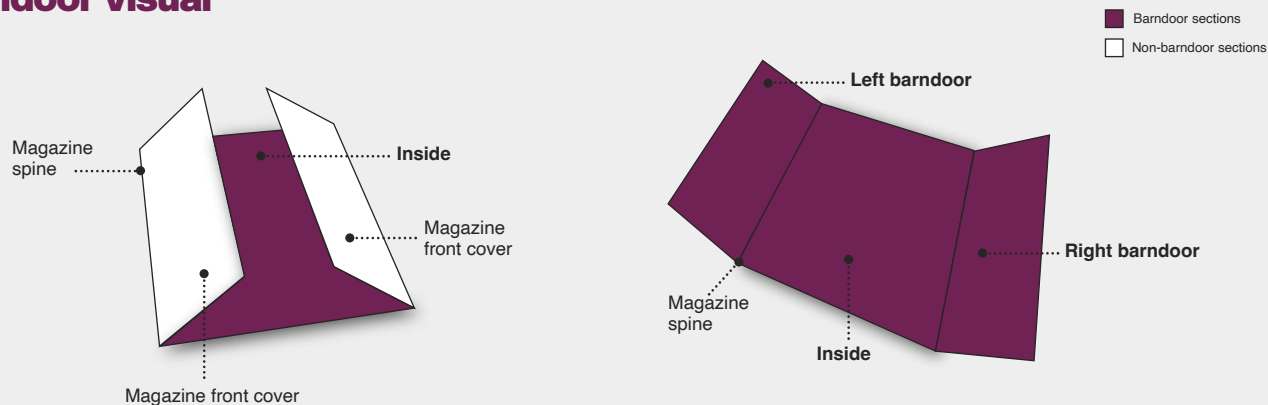 visual
Barndoor sections
Non-barndoor sections
Magazine
spine
Inside
Magazine
front cover
Magazine front cover
Left barndoor
Right barndoor
Magazine
spine
Inside